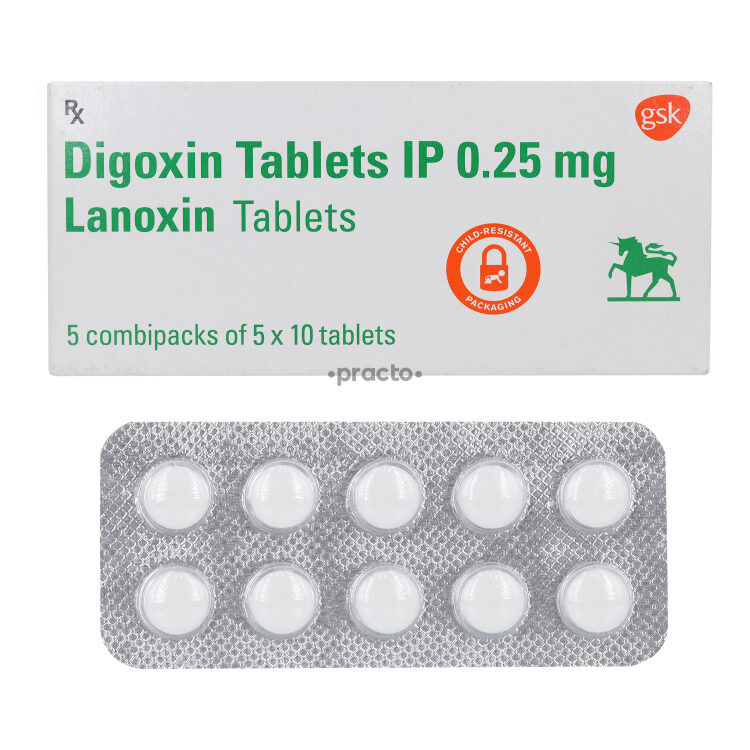 Rx
gsk
Digoxin Tablets IP 0.25 mg
Lanoxin Tablets
CHILD-RESISTANT
PACKAGING
5 combipacks of 5 x 10 tablets
•practo•